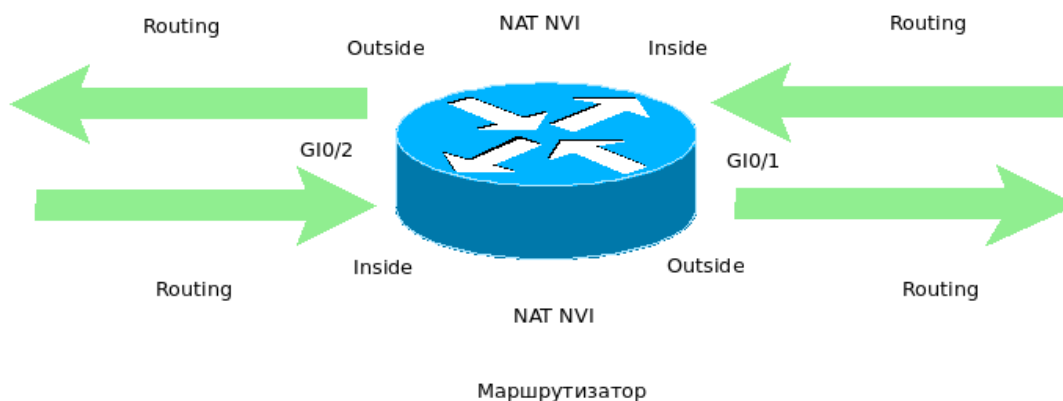 Routing
NAT NVI
Routing
Outside
Inside
GI0/2
GI0/1
Inside
Outside
Routing
Routing
NAT NVI
Маршрутизатор